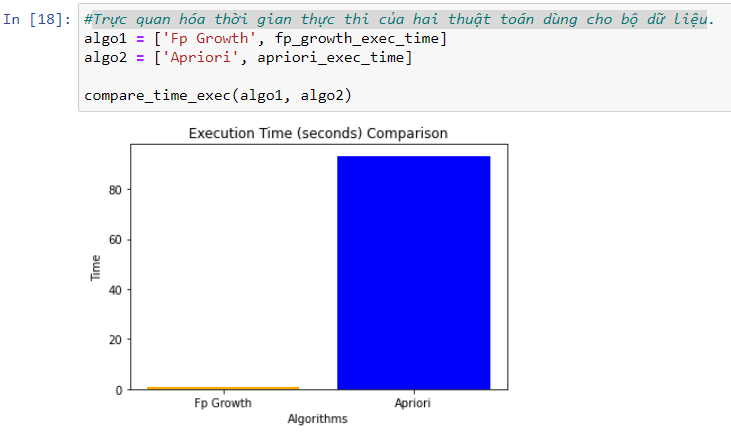 In [18]: #Trực quan hóa thời gian thực thi của hai thuật toán dùng cho bộ dữ liệu.
algo1 = ['Fp Growth', fp_growth_exec_time]
algo2 = ['Apriori', apriori_exec_time]
compare_time_exec(algo1, algo2)
Execution Time (seconds) Comparison
80
60
40
20
0
Time
Fp Growth
Apriori
Algorithms